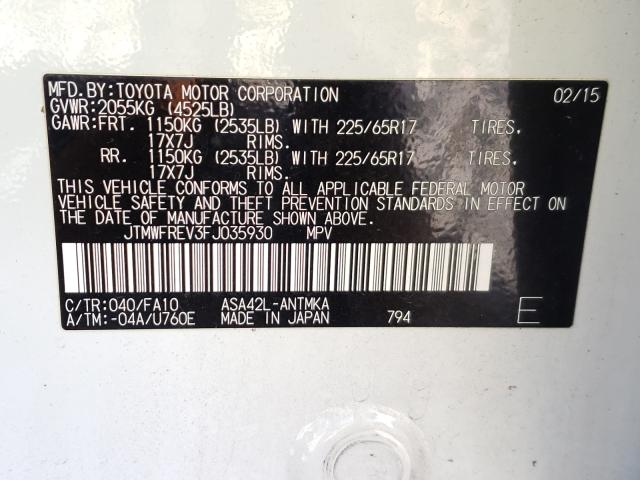 MFD.BY:TOYOTA MOTOR CORPORATION 02/15
GVWR:2055KG (4525LB)
GAWR:FRT. 1150KG (2535LB) WITH 225/65R17 TIRES.
17X7J RIMS.
RR. 1150KG (2535LB) WITH 225/65R17 TIRES.
17X7J RIMS.
THIS VEHICLE CONFORMS TO ALL APPLICABLE FEDERAL MOTOR
VEHICLE SAFETY AND THEFT PREVENTION STANDARDS IN EFFECT ON
THE DATE OF MANUFACTURE SHOWN ABOVE.
JTMWFREV3FJ035930 MPV
C/TR:040/FA10 ASA42L-ANTMKA
A/TM:-04A/U760E MADE IN JAPAN 794 E